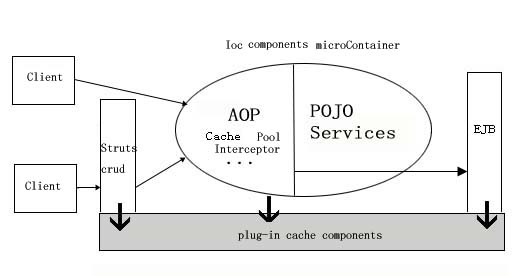 Ioc components microContainer
Client
AOP
Cache Pool
Interceptor
...
POJO
Services
EJB
Struts
crud
Client
plug-in cache components